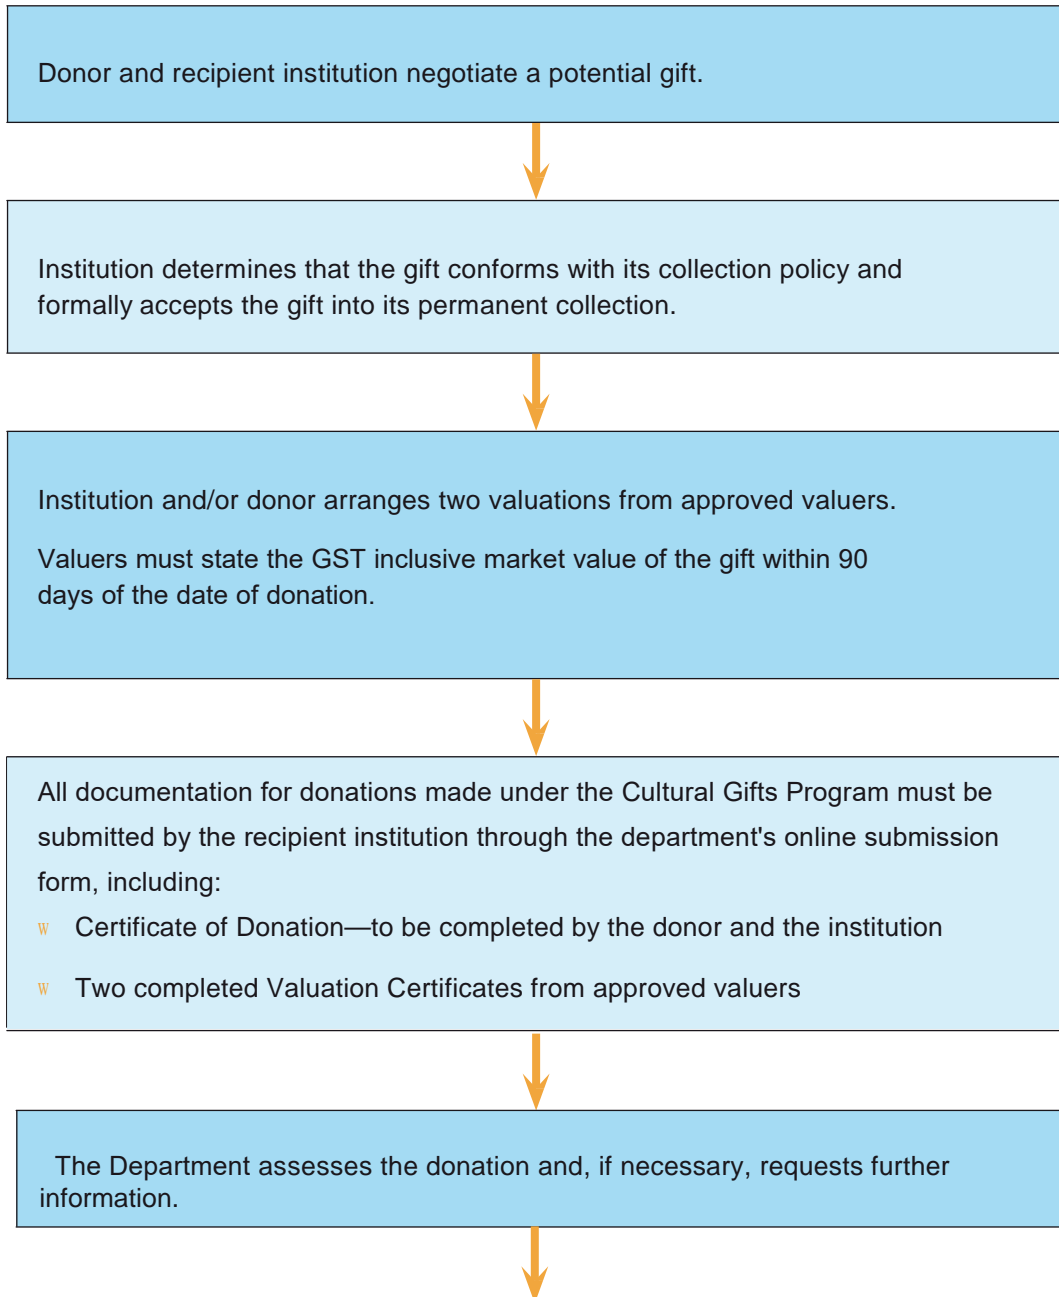 Donor and recipient institution negotiate a potential gift.
Institution determines that the gift conforms with its collection policy and
formally accepts the gift into its permanent collection.
Institution and/or donor arranges two valuations from approved valuers.
Valuers must state the GST inclusive market value of the gift within 90
days of the date of donation.
All documentation for donations made under the Cultural Gifts Program must be
submitted by the recipient institution through the department's online submission
form, including:
w Certificate of Donation—to be completed by the donor and the institution
w Two completed Valuation Certificates from approved valuers
The Department assesses the donation and, if necessary, requests further
information.